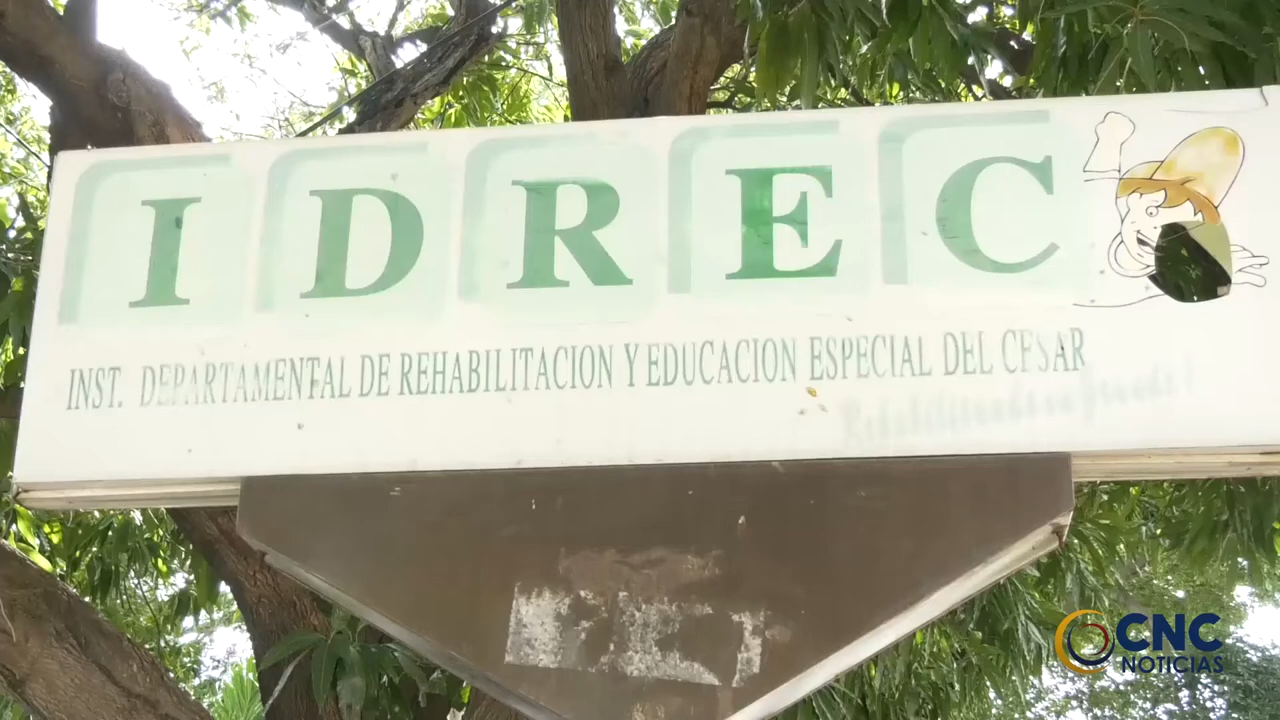 IDREC
INST. DEPARTAMENTAL DE REHABILITACION Y EDUCACION ESPECIAL DEL CESAR
CNC
NOTICIAS